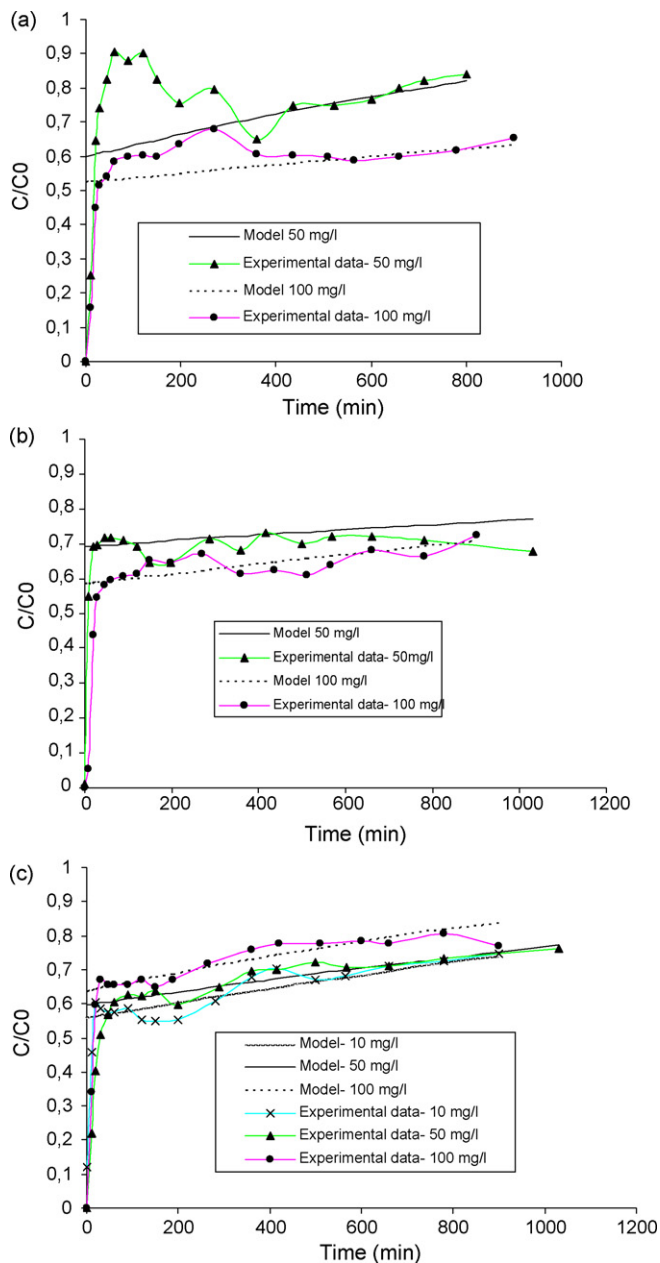 (a)
1
0,9
0,8
0,7
0,6
0,5
0,4
0,3
0,2
0,1
0
C/C0
Model 50 mg/l
Experimental data- 50 mg/l
Model 100 mg/l
Experimental data- 100 mg/l
0 200 400 600 800 1000
Time (min)
(b)
1
0,9
0,8
0,7
0,6
0,5
0,4
0,3
0,2
0,1
0
C/C0
Model 50 mg/l
Experimental data- 50mg/l
Model 100 mg/l
Experimental data- 100 mg/l
0 200 400 600 800 1000 1200
Time (min)
(c)
1
0,9
0,8
0,7
0,6
0,5
0,4
0,3
0,2
0,1
0
C/C0
Model- 10 mg/l
Model- 50 mg/l
Model- 100 mg/l
Experimental data- 10 mg/l
Experimental data- 50 mg/l
Experimental data- 100 mg/l
0 200 400 600 800 1000 1200
Time (min)